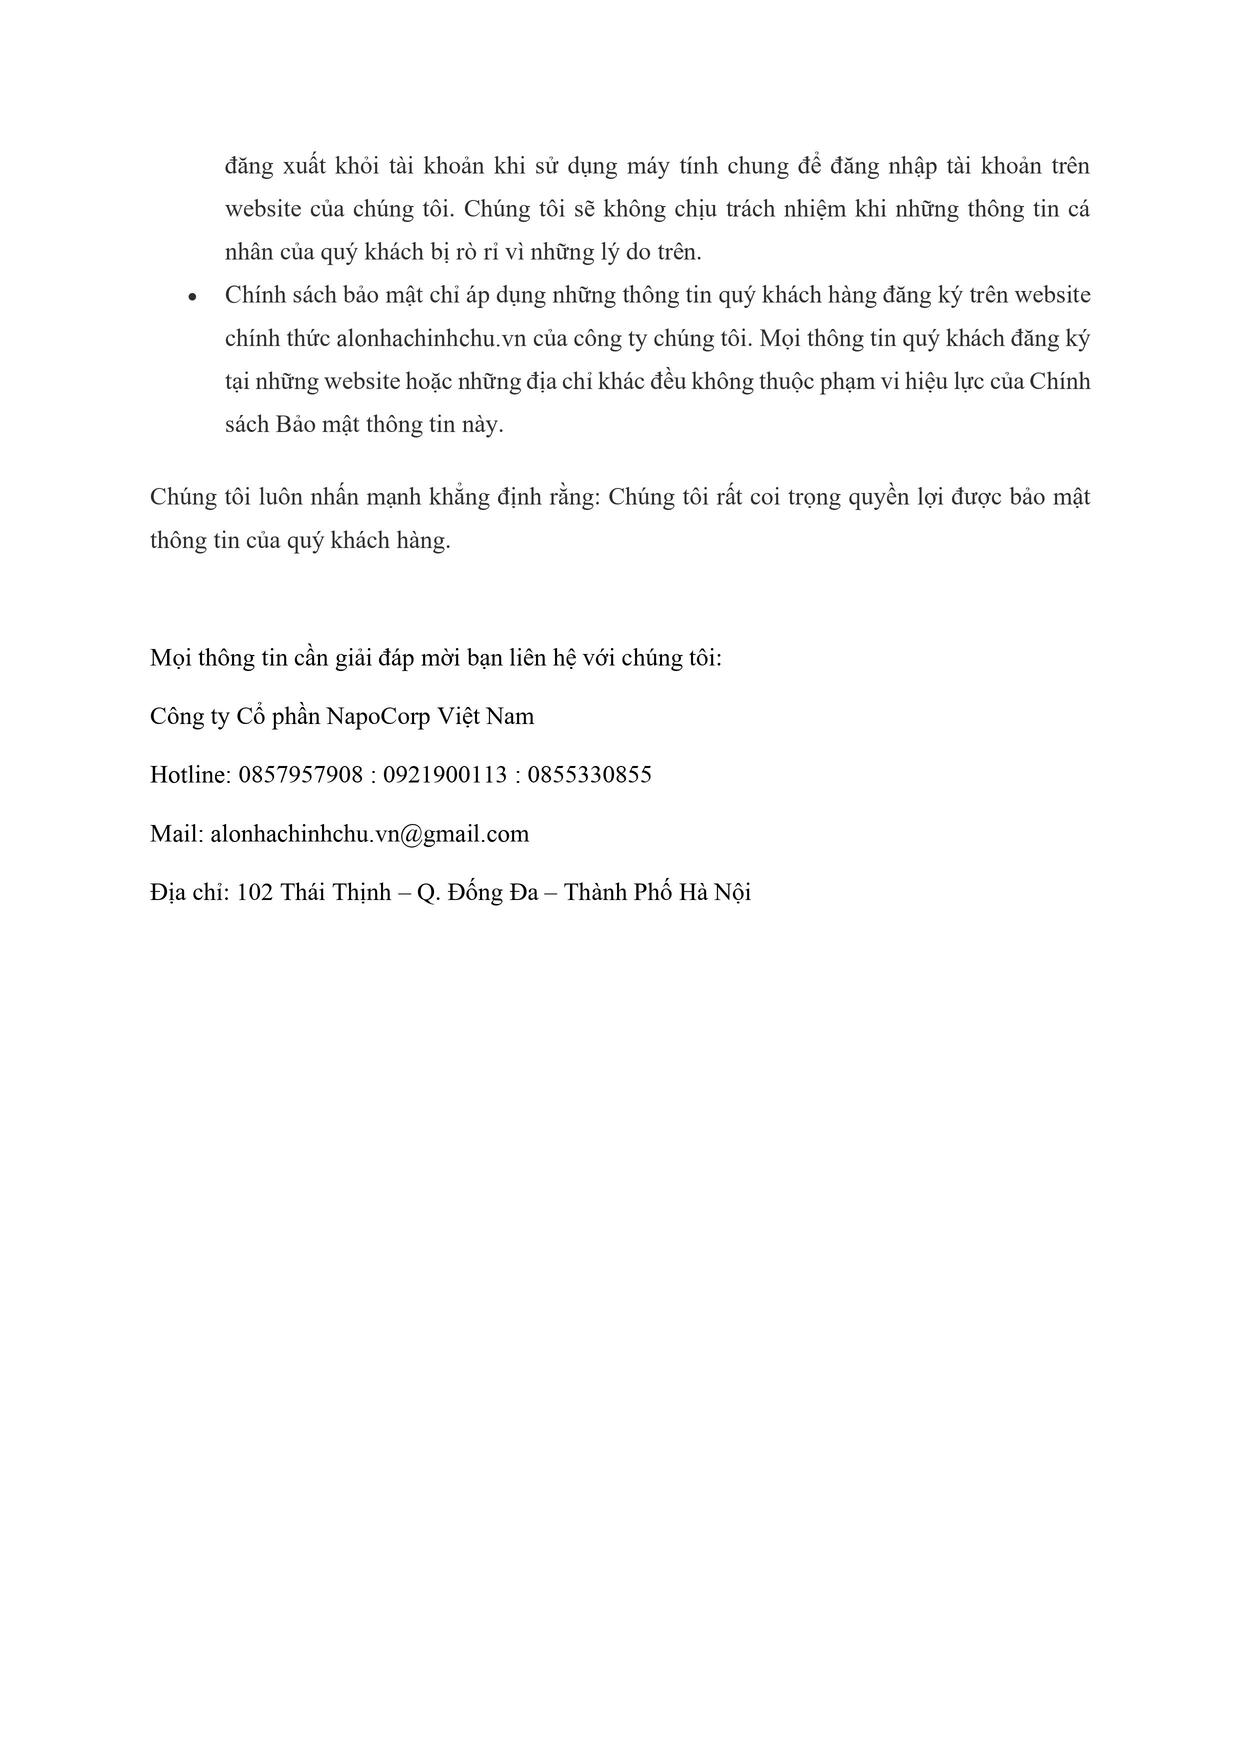 đăng xuất khỏi tài khoản khi sử dụng máy tính chung để đăng nhập tài khoản trên
website của chúng tôi. Chúng tôi sẽ không chịu trách nhiệm khi những thông tin cá
nhân của quý khách bị rò rỉ vì những lý do trên.
• Chính sách bảo mật chỉ áp dụng những thông tin quý khách hàng đăng ký trên website
chính thức alonhachinhchu.vn của công ty chúng tôi. Mọi thông tin quý khách đăng ký
tại những website hoặc những địa chỉ khác đều không thuộc phạm vi hiệu lực của Chính
sách Bảo mật thông tin này.
Chúng tôi luôn nhấn mạnh khẳng định rằng: Chúng tôi rất coi trọng quyền lợi được bảo mật
thông tin của quý khách hàng.
Mọi thông tin cần giải đáp mời bạn liên hệ với chúng tôi:
Công ty Cổ phần NapoCorp Việt Nam
Hotline: 0857957908 : 0921900113 : 0855330855
Mail: alonhachinhchu.vn@gmail.com
Địa chỉ: 102 Thái Thịnh – Q. Đống Đa – Thành Phố Hà Nội